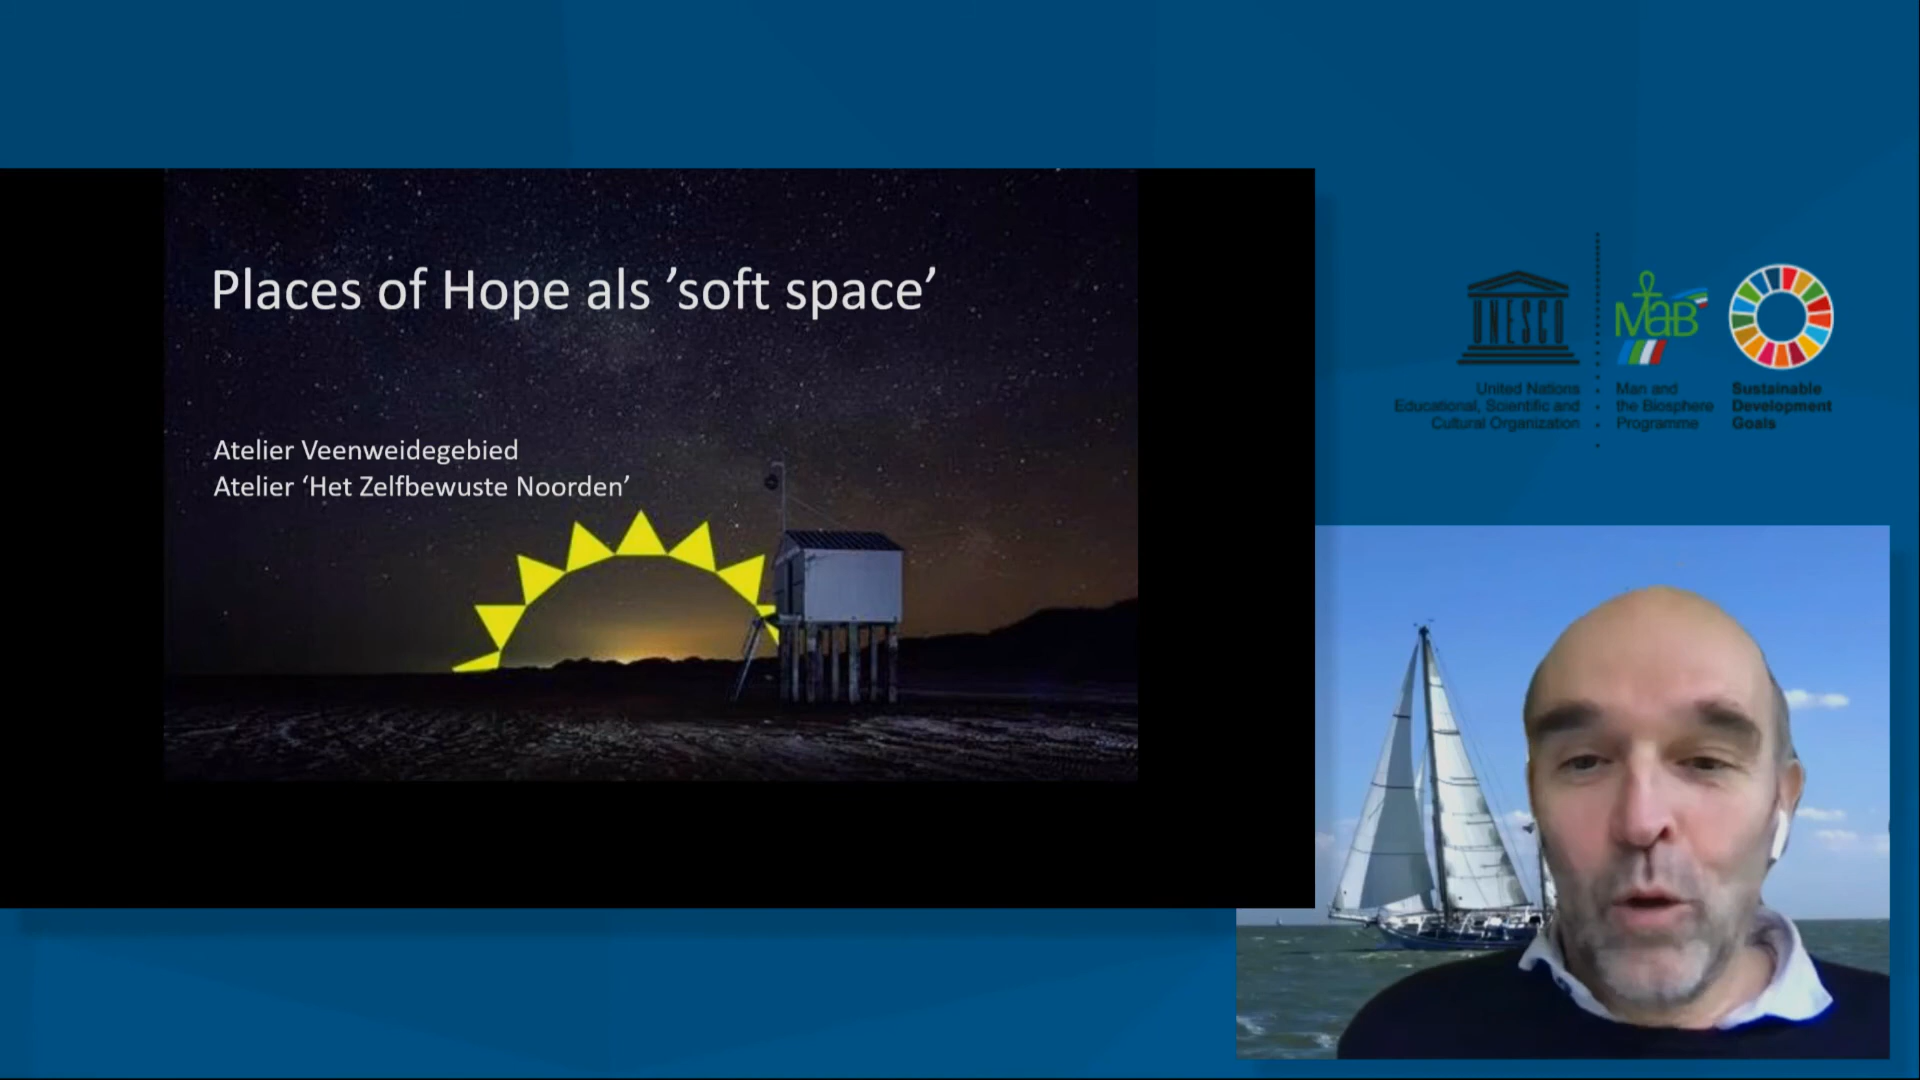 Places of Hope als ’soft space’
Atelier Veenweidegebied
Atelier ‘Het Zelfbewuste Noorden’
UNESCO
United Nations
Educational, Scientific and
Cultural Organization
MaB
Man and
the Biosphere
Programme
Sustainable
Development
Goals